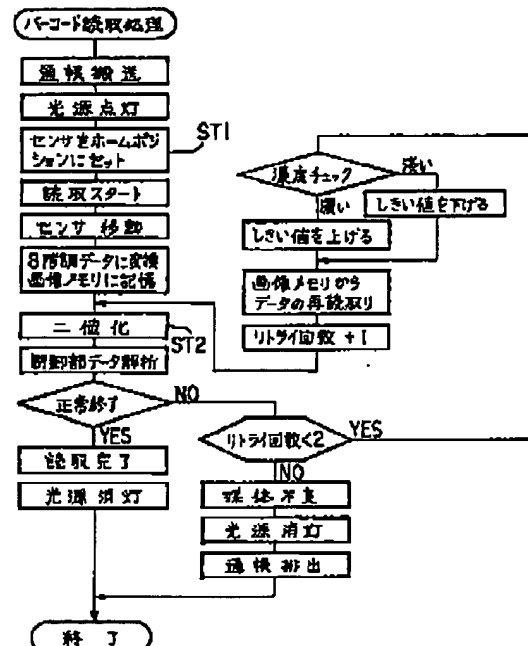 バーコード読取処理
通帳搬送
光源点灯
センサをホームポジ
ションにセット
ST1
読取スタート
センサ移動
8階調データに変換
画像メモリに記憶
二値化
ST2
制御部データ解析
正常終了
NO
YES
読取完了
光源消灯
終了
濃度チェック
淡い
濃い
しきい値を下げる
しきい値を上げる
画像メモリから
データの再読取り
リトライ回数+1
リトライ回数<2
YES
NO
媒体不良
光源消灯
通帳排出